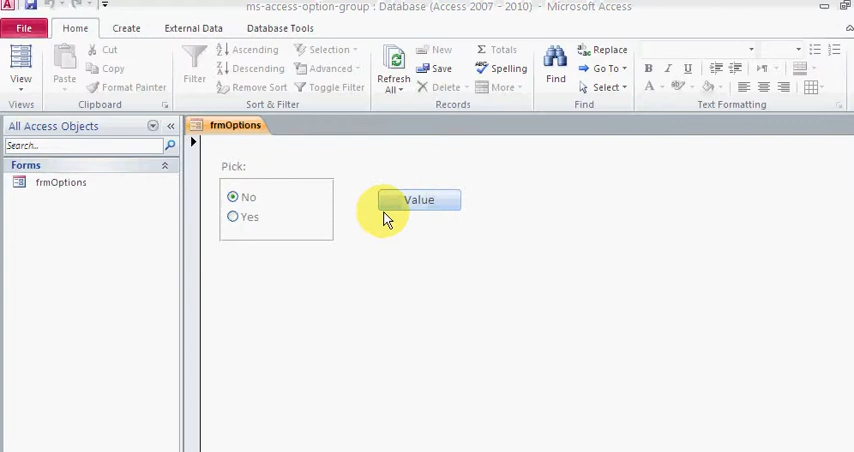 ms-access-option-group : Database (Access 2007 - 2010) - Microsoft Access
File Home Create External Data Database Tools
View
Views
Paste
Cut
Copy
Format Painter
Clipboard
Filter
Ascending
Descending
Remove Sort
Selection
Advanced
Toggle Filter
Sort & Filter
Refresh
All
New
Save
Delete
Totals
Spelling
More
Records
Find
Replace
Go To
Select
Find
B I U
A
Text Formatting
All Access Objects
Search...
Forms
frmOptions
frmOptions
Pick:
No
Yes
Value